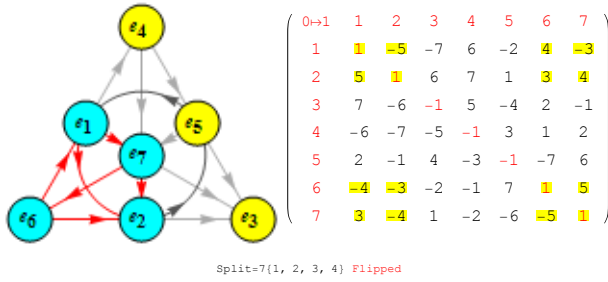 e4
e1
e5
e7
e6
e2
e3
0↦1 1 2 3 4 5 6 7
1 1 -5 -7 6 -2 4 -3
2 5 1 6 7 1 3 4
3 7 -6 -1 5 -4 2 -1
4 -6 -7 -5 -1 3 1 2
5 2 -1 4 -3 -1 -7 6
6 -4 -3 -2 -1 7 1 5
7 3 -4 1 -2 -6 -5 1
Split=7{1, 2, 3, 4} Flipped